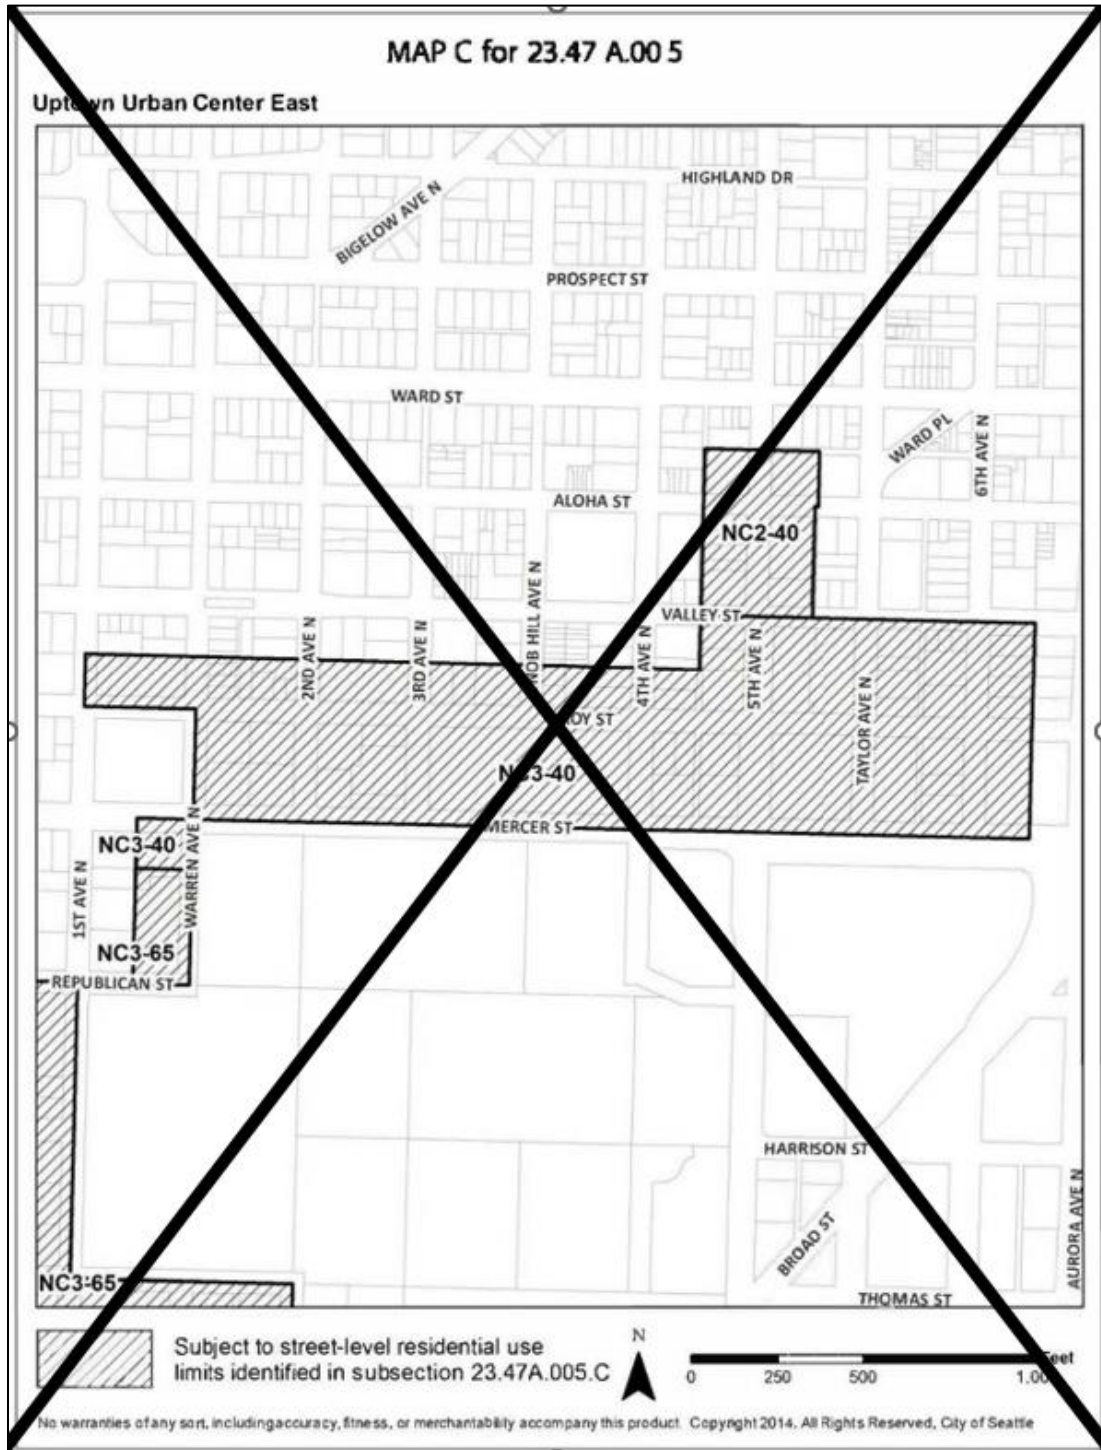 MAP C for 23.47 A.00 5
Uptown Urban Center East
HIGHLAND DR
BIGELOW AVE N
PROSPECT ST
WARD ST
WARD PL
6TH AVE N
ALOHA ST
NC2-40
NOB HILL AVE N
VALLEY ST
2ND AVE N
3RD AVE N
4TH AVE N
5TH AVE N
TAYLOR AVE N
ROY ST
NC3-40
MERCER ST
NC3-40
WARREN AVE N
1ST AVE N
NC3-65
REPUBLICAN ST
HARRISON ST
BROAD ST
AURORA AVE N
NC3-65
THOMAS ST
Subject to street-level residential use
limits identified in subsection 23.47A.005.C
N
Feet
0 250 500 1,00
No warranties of any sort, including accuracy, fitness, or merchantability accompany this product. Copyright 2014. All Rights Reserved, City of Seattle